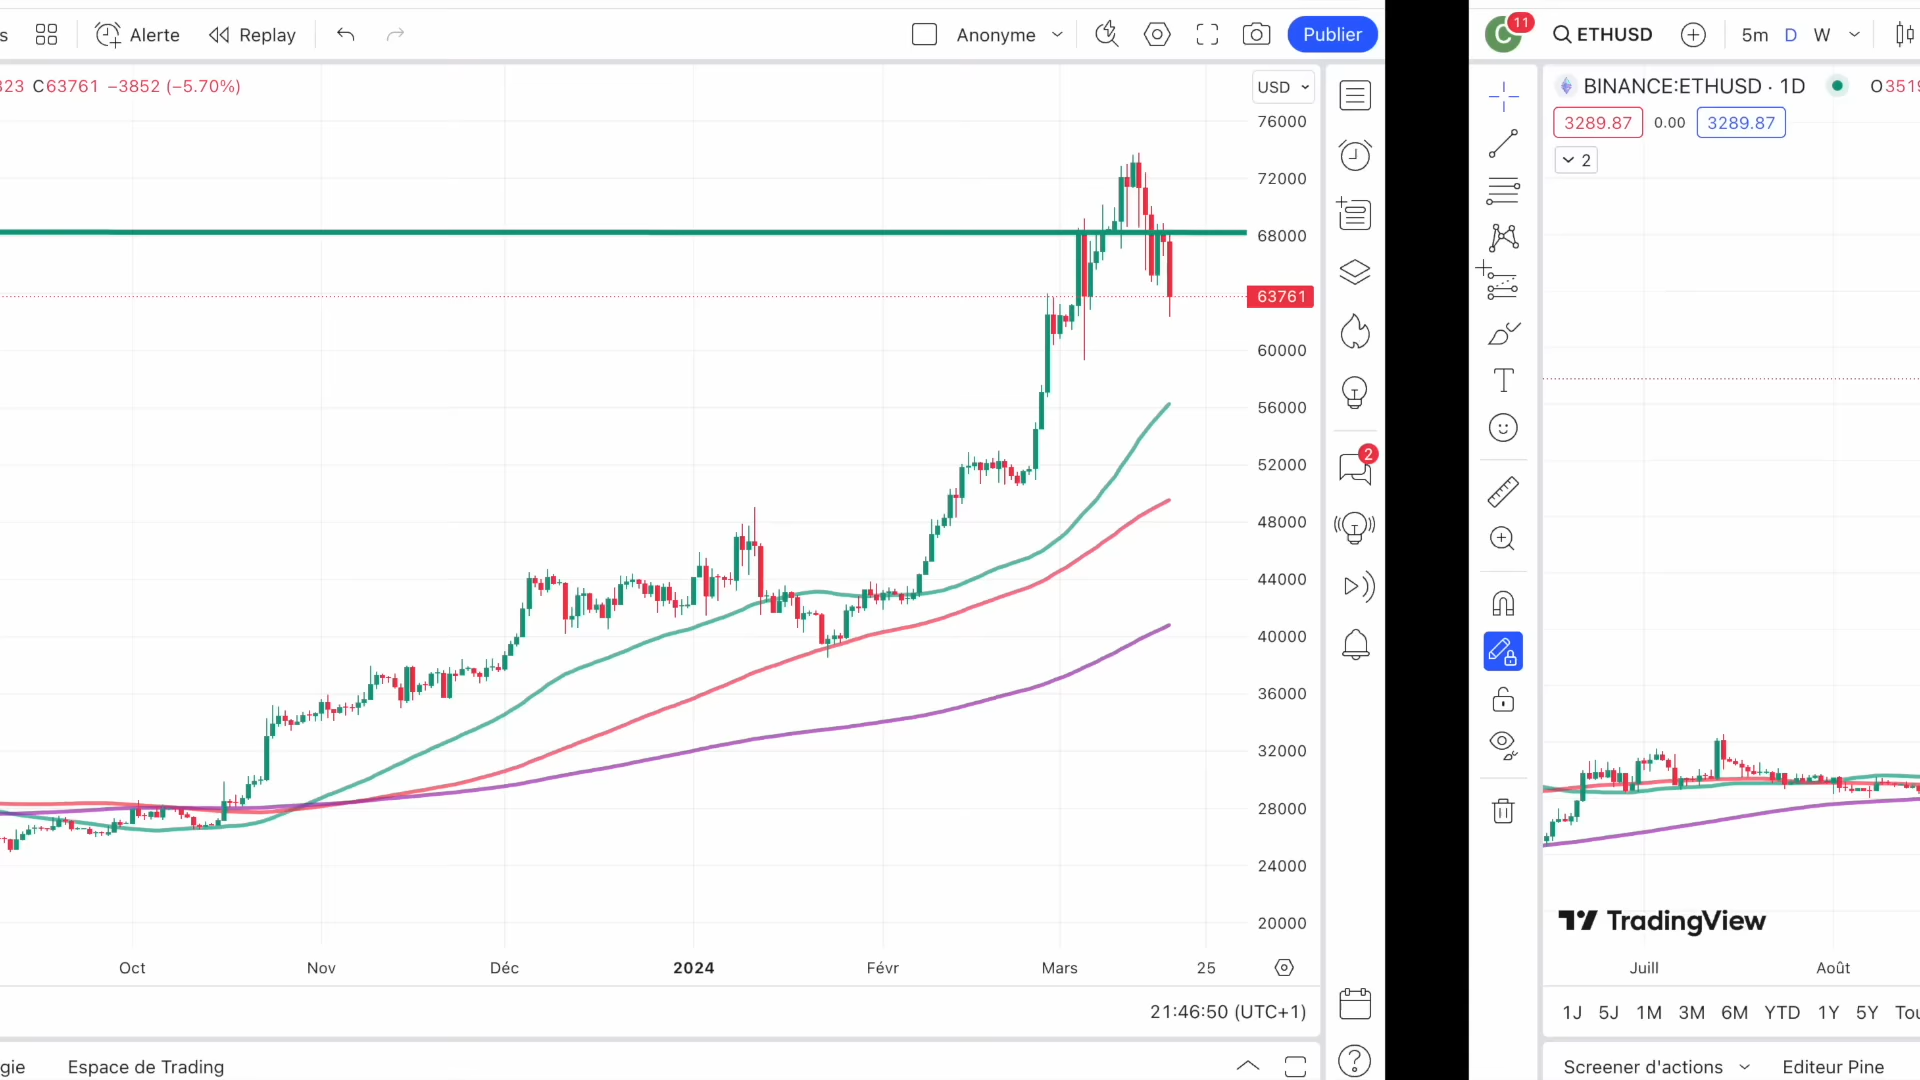 s
Alerte
Replay
Anonyme
Publier
323 C63761 −3852 (−5.70%)
USD
76000
72000
68000
63761
60000
56000
52000
48000
44000
40000
36000
32000
28000
24000
20000
Oct
Nov
Déc
2024
Févr
Mars
25
21:46:50 (UTC+1)
gie
Espace de Trading
2
C
11
ETHUSD
5m
D
W
BINANCE:ETHUSD · 1D
O3519
3289.87
0.00
3289.87
2
TradingView
Juill
Août
1J 5J 1M 3M 6M YTD 1Y 5Y Tou
Screener d'actions
Editeur Pine